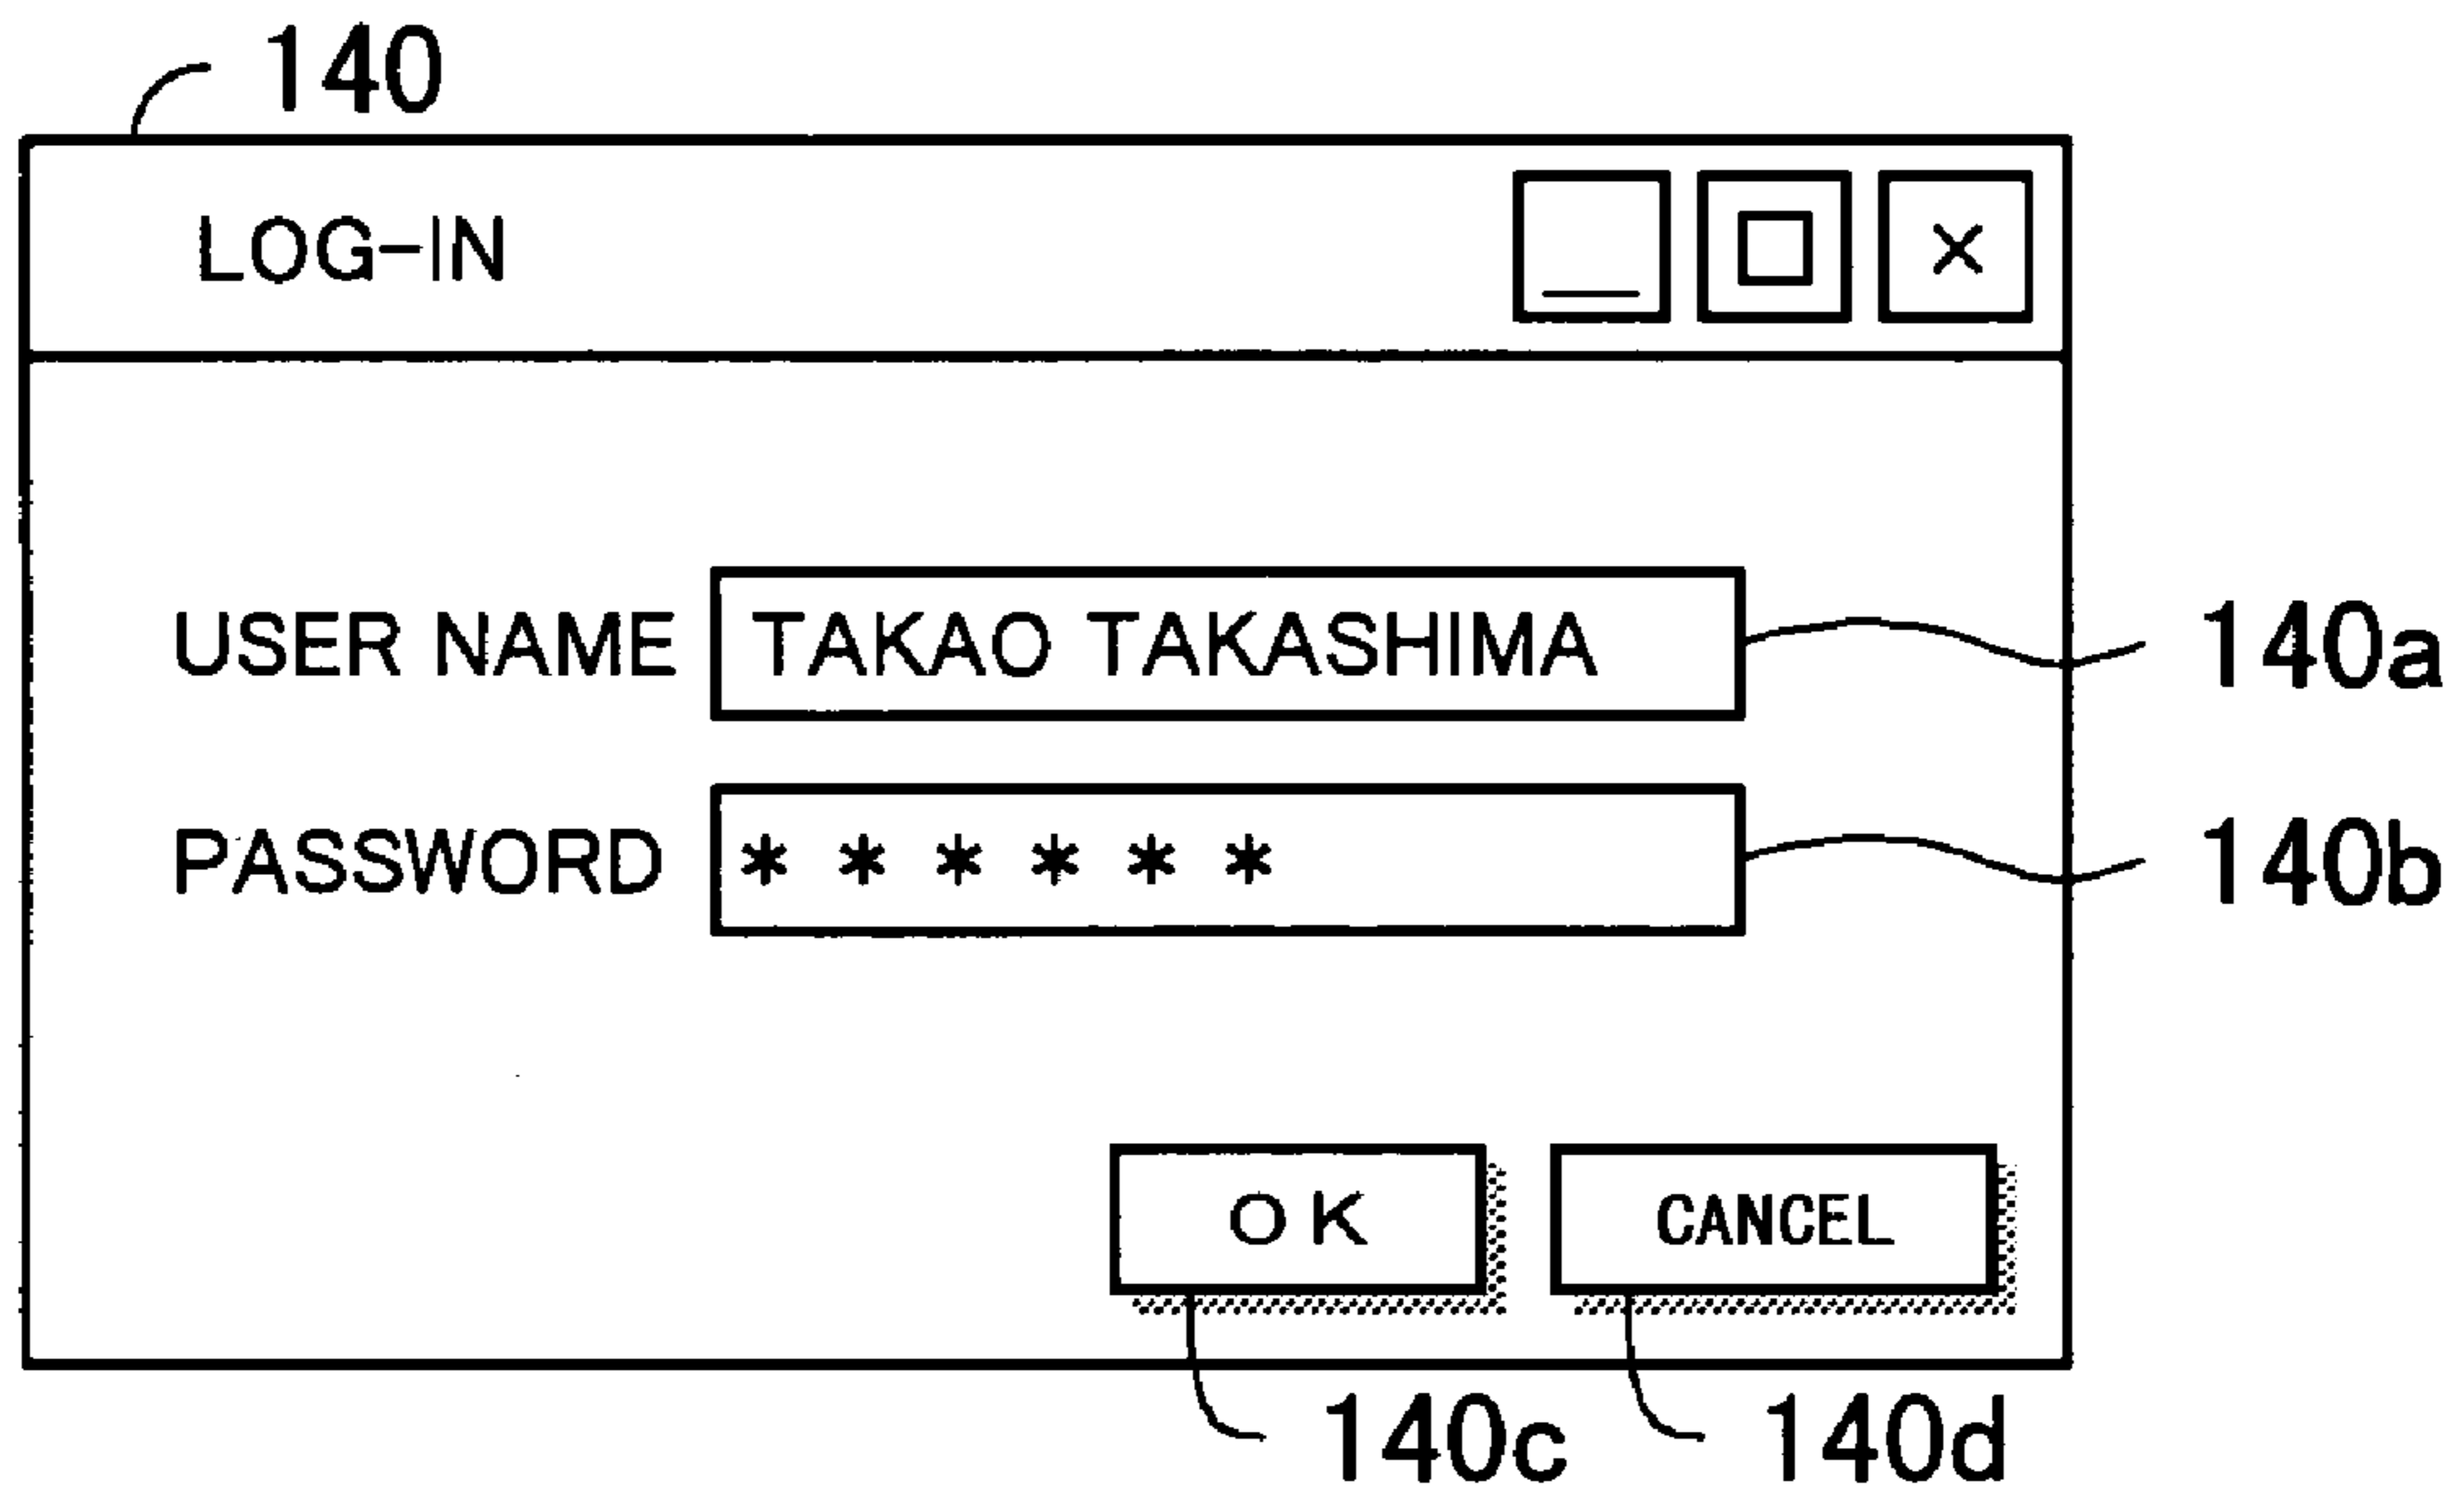 140
LOG-IN
USER NAME TAKAO TAKASHIMA 140a
PASSWORD ****** 140b
OK CANCEL
140c 140d